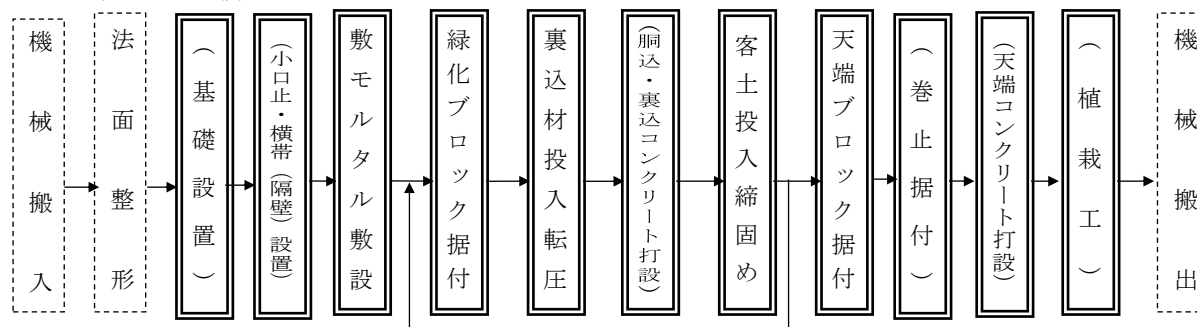 機械搬入
法面整形
(基礎設置)
(小口止・横帯(隔壁)設置)
敷モルタル敷設
緑化ブロック据付
裏込材投入転圧
(胴込・裏込コンクリート打設)
客土投入締固め
天端ブロック据付
(巻止据付)
(天端コンクリート打設)
(植栽工)
機械搬出